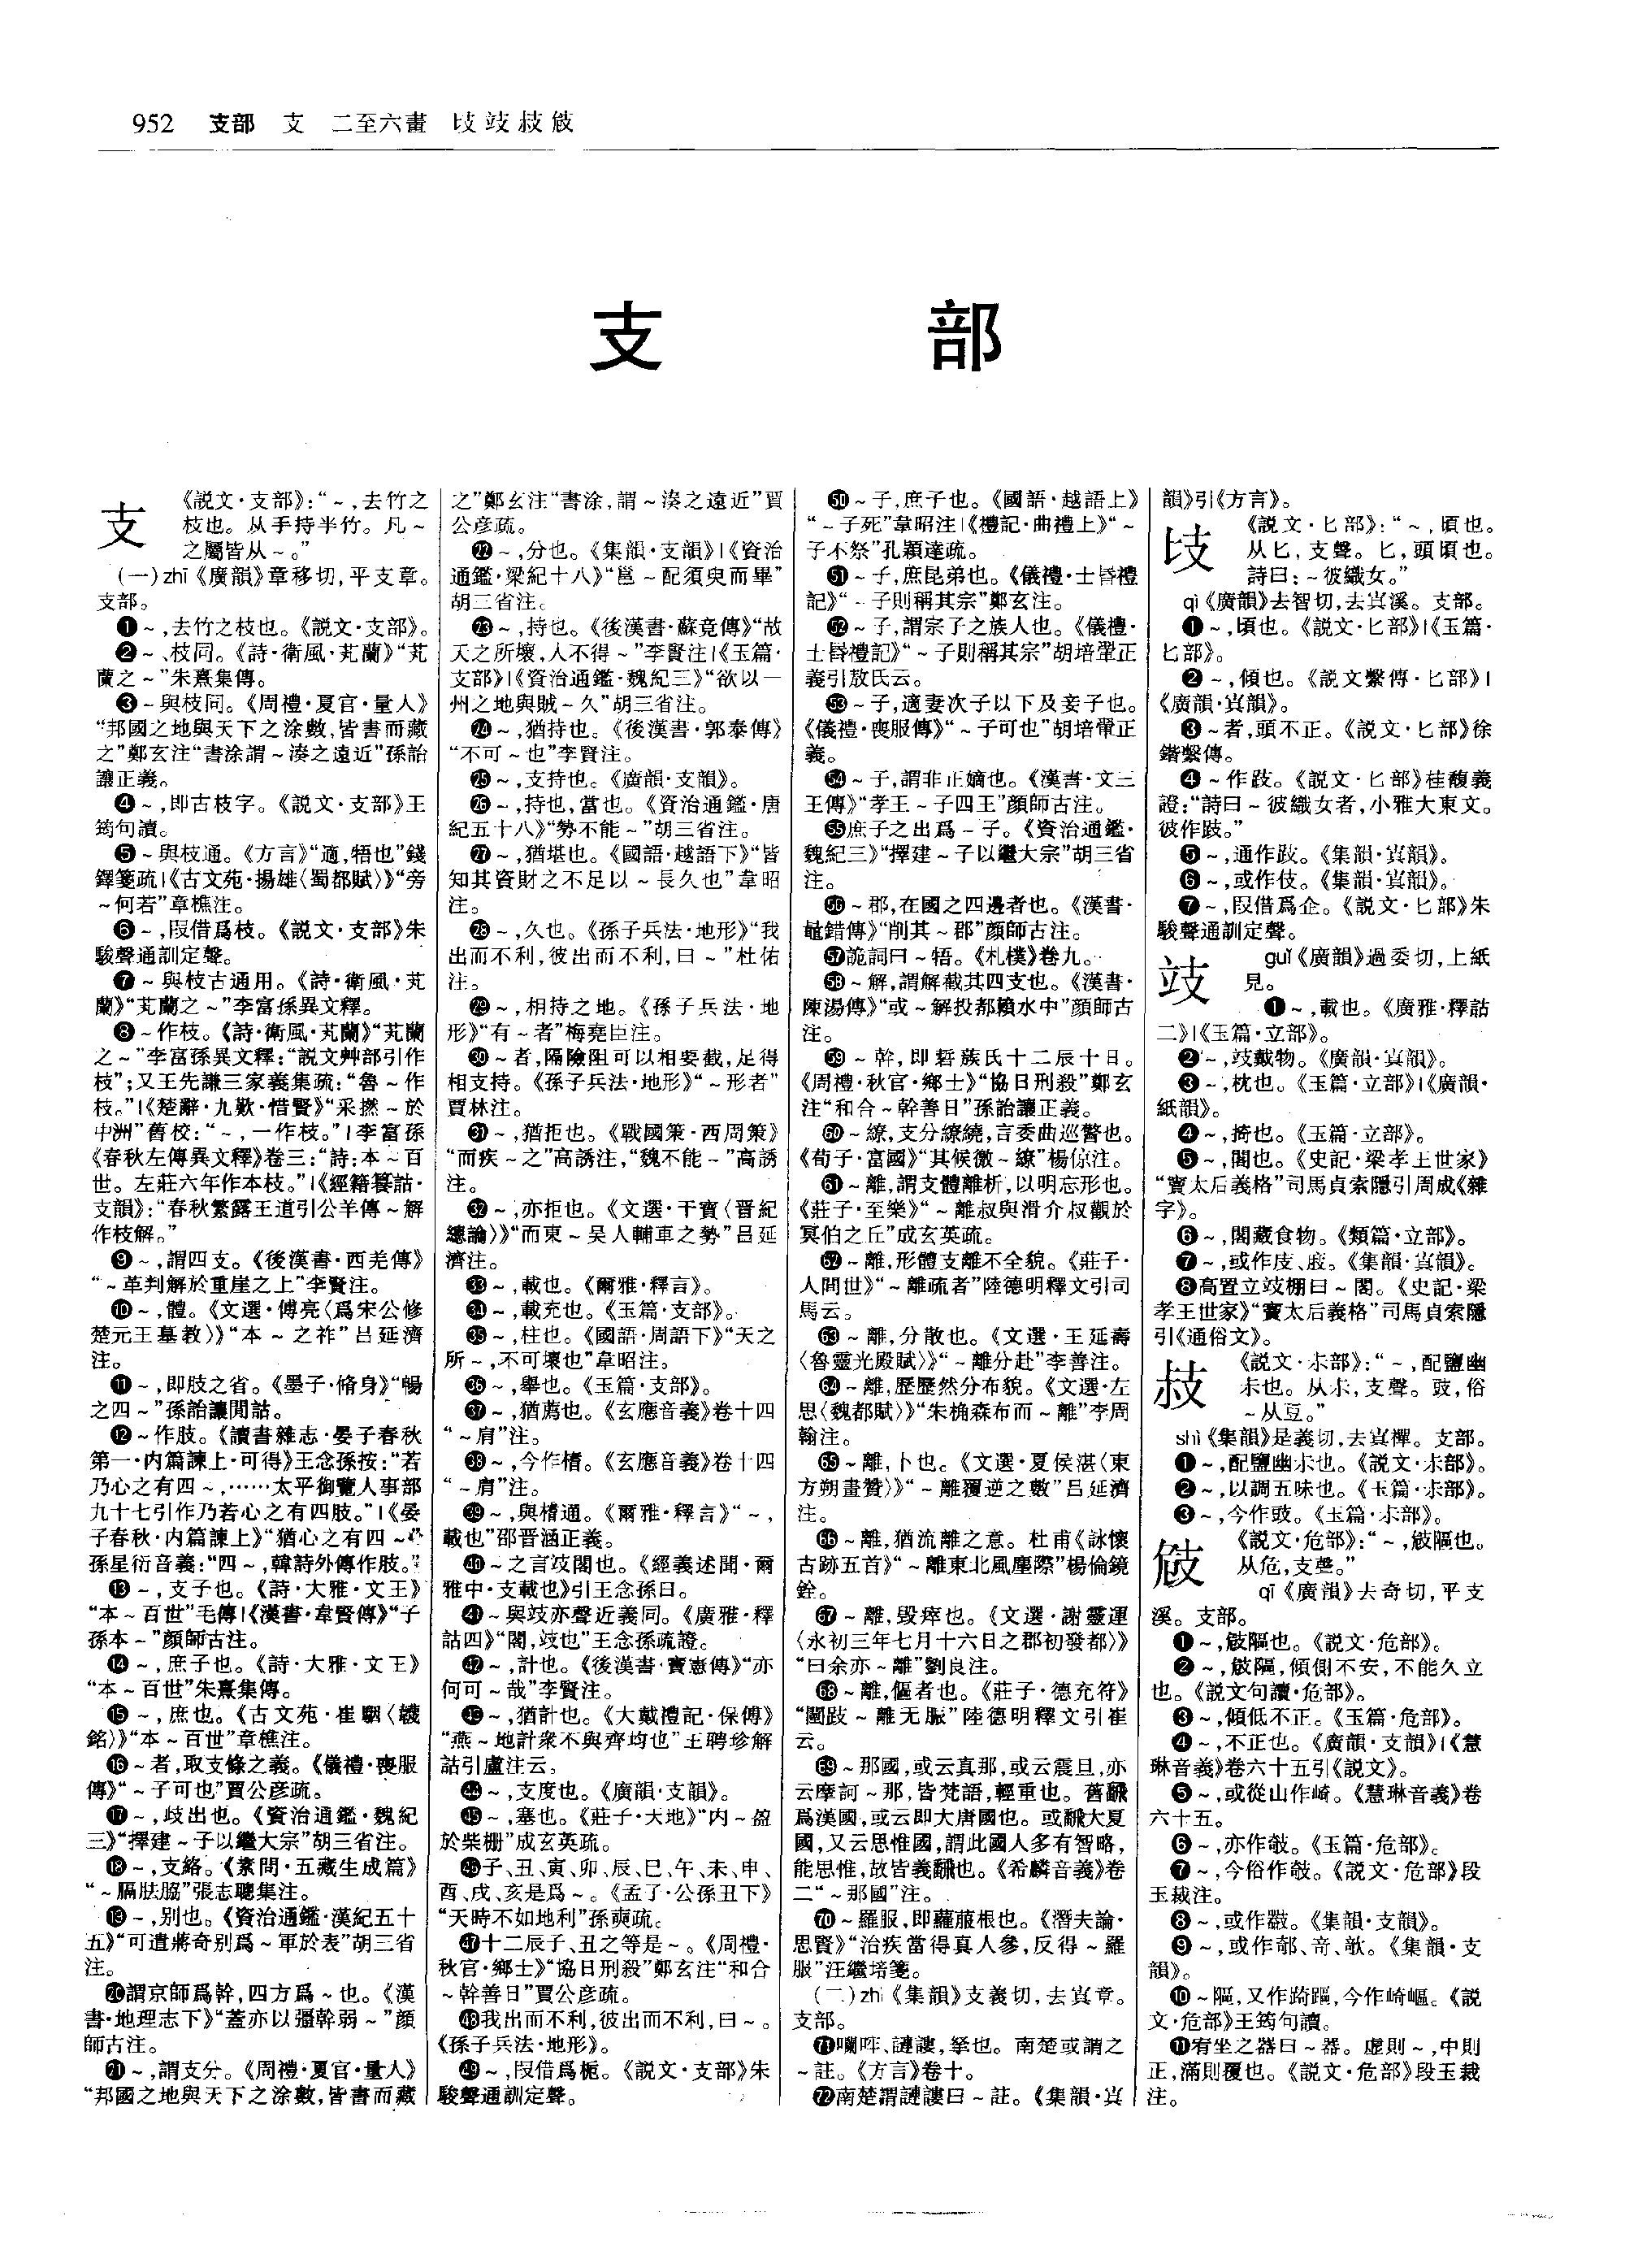 952 支部 支 二至六畫 攱䇄敊㩻
支 部
支
《説文·支部》：“～，去竹之
枝也。从手持半竹。凡～
之屬皆从～。”
(一)zhī《廣韻》章移切，平支章。
支部。
❶～，去竹之枝也。《説文·支部》。
❷～、枝同。《詩·衛風·芄蘭》“芄
蘭之～”朱熹集傳。
❸～與枝同。《周禮·夏官·量人》
“邦國之地與天下之涂數，皆書而藏
之”鄭玄注“書涂謂～湊之遠近”孫詒
讓正義。
❹～，即古枝字。《説文·支部》王
筠句讀。
❺～與枝通。《方言》“適，牾也”錢
鐸箋疏|《古文苑·揚雄〈蜀都賦〉》“旁
～何若”章樵注。
❻～，叚借爲枝。《説文·支部》朱
駿聲通訓定聲。
❼～與枝古通用。《詩·衛風·芄
蘭》“芄蘭之～”李富孫異文釋。
❽～作枝。《詩·衛風·芄蘭》“芄蘭
之～”李富孫異文釋：“説文艸部引作
枝”；又王先謙三家義集疏：“魯～作
枝。”|《楚辭·九歎·惜賢》“采撚～於
中洲”舊校：“～，一作枝。”|李富孫
《春秋左傳異文釋》卷三：“詩：本～百
世。左莊六年作本枝。”|《經籍籑詁·
支韻》：“春秋繁露王道引公羊傳～解
作枝解。”
❾～，謂四支。《後漢書·西羌傳》
“～革判解於重崖之上”李賢注。
❿～，體。《文選·傅亮〈爲宋公修
楚元王墓教〉》“本～之祚”呂延濟
注。
⓫～，即肢之省。《墨子·脩身》“暢
之四～”孫詒讓閒詁。
⓬～作肢。《讀書雜志·晏子春秋
第一·内篇諫上·可得》王念孫按：“若
乃心之有四～，……太平御覽人事部
九十七引作乃若心之有四肢。”|《晏
子春秋·内篇諫上》“猶心之有四～”
孫星衍音義：“四～，韓詩外傳作肢。”
⓭～，支子也。《詩·大雅·文王》
“本～百世”毛傳|《漢書·韋賢傳》“子
孫本～”顔師古注。
⓮～，庶子也。《詩·大雅·文王》
“本～百世”朱熹集傳。
⓯～，庶也。《古文苑·崔駰〈韈
銘〉》“本～百世”章樵注。
⓰～者，取支條之義。《儀禮·喪服
傳》“～子可也”賈公彦疏。
⓱～，歧出也。《資治通鑑·魏紀
三》“擇建～子以繼大宗”胡三省注。
⓲～，支絡。《素問·五藏生成篇》
“～膈胠脇”張志聰集注。
⓳～，别也。《資治通鑑·漢紀五十
五》“可遣將奇别爲～軍於表”胡三省
注。
⓴謂京師爲幹，四方爲～也。《漢
書·地理志下》“蓋亦以彊幹弱～”顔
師古注。
㉑～，謂支分。《周禮·夏官·量人》
“邦國之地與天下之涂數，皆書而藏
之”鄭玄注“書涂，謂～湊之遠近”賈
公彦疏。
㉒～，分也。《集韻·支韻》|《資治
通鑑·梁紀十八》“邕～配須臾而畢”
胡三省注。
㉓～，持也。《後漢書·蘇竟傳》“故
天之所壞，人不得～”李賢注|《玉篇·
支部》|《資治通鑑·魏紀三》“欲以一
州之地與賊～久”胡三省注。
㉔～，猶持也。《後漢書·郭泰傳》
“不可～也”李賢注。
㉕～，支持也。《廣韻·支韻》。
㉖～，持也，當也。《資治通鑑·唐
紀五十八》“勢不能～”胡三省注。
㉗～，猶堪也。《國語·越語下》“皆
知其資財之不足以～長久也”韋昭
注。
㉘～，久也。《孫子兵法·地形》“我
出而不利，彼出而不利，曰～”杜佑
注。
㉙～，相持之地。《孫子兵法·地
形》“有～者”梅堯臣注。
㉚～者，隔險阻可以相要截，足得
相支持。《孫子兵法·地形》“～形者”
賈林注。
㉛～，猶拒也。《戰國策·西周策》
“而疾～之”高誘注，“魏不能～”高誘
注。
㉜～，亦拒也。《文選·干寶〈晉紀
總論〉》“而東～吴人輔車之勢”吕延
濟注。
㉝～，載也。《爾雅·釋言》。
㉞～，載充也。《玉篇·支部》。
㉟～，柱也。《國語·周語下》“天之
所～，不可壞也”韋昭注。
㊱～，舉也。《玉篇·支部》。
㊲～，猶薦也。《玄應音義》卷十四
“～肩”注。
㊳～，今作榰。《玄應音義》卷十四
“～肩”注。
㊴～，與榰通。《爾雅·釋言》“～，
載也”邵晉涵正義。
㊵～之言攱閣也。《經義述聞·爾
雅中·支載也》引王念孫曰。
㊶～與攱亦聲近義同。《廣雅·釋
詁四》“閣，攱也”王念孫疏證。
㊷～，計也。《後漢書·竇憲傳》“亦
何可～哉”李賢注。
㊸～，猶計也。《大戴禮記·保傅》
“燕～地計衆不與齊均也”王聘珍解
詁引盧注云。
㊹～，支度也。《廣韻·支韻》。
㊺～，塞也。《莊子·天地》“内～盈
於柴栅”成玄英疏。
㊻子、丑、寅、卯、辰、巳、午、未、申、
酉、戌、亥是爲～。《孟子·公孫丑下》
“天時不如地利”孫奭疏。
㊼十二辰子、丑之等是～。《周禮·
秋官·鄉士》“協日刑殺”鄭玄注“和合
～幹善日”賈公彦疏。
㊽我出而不利，彼出而不利，曰～。
《孫子兵法·地形》。
㊾～，叚借爲栀。《説文·支部》朱
駿聲通訓定聲。
㊿～子，庶子也。《國語·越語上》
“～子死”韋昭注|《禮記·曲禮上》“～
子不祭”孔穎達疏。
51～子，庶昆弟也。《儀禮·士昏禮
記》“～子則稱其宗”鄭玄注。
52～子，謂宗子之族人也。《儀禮·
士昏禮記》“～子則稱其宗”胡培翬正
義引敖氏云。
53～子，適妻次子以下及妾子也。
《儀禮·喪服傳》“～子可也”胡培翬正
義。
54～子，謂非正嫡也。《漢書·文三
王傳》“孝王～子四王”顔師古注。
55庶子之出爲～子。《資治通鑑·
魏紀三》“擇建～子以繼大宗”胡三省
注。
56～郡，在國之四邊者也。《漢書·
鼂錯傳》“削其～郡”顔師古注。
57詭詞曰～牾。《札樸》卷九。
58～解，謂解截其四支也。《漢書·
陳湯傳》“或～解投都賴水中”顔師古
注。
59～幹，即硩蔟氏十二辰十日。
《周禮·秋官·鄉士》“協日刑殺”鄭玄
注“和合～幹善日”孫詒讓正義。
60～繚，支分繚繞，言委曲巡警也。
《荀子·富國》“其候徼～繚”楊倞注。
61～離，謂支體離析，以明忘形也。
《莊子·至樂》“～離叔與滑介叔觀於
冥伯之丘”成玄英疏。
62～離，形體支離不全貌。《莊子·
人間世》“～離疏者”陸德明釋文引司
馬云。
63～離，分散也。《文選·王延壽
〈魯靈光殿賦〉》“～離分赴”李善注。
64～離，歷歷然分布貌。《文選·左
思〈魏都賦〉》“朱桷森布而～離”李周
翰注。
65～離，卜也。《文選·夏侯湛〈東
方朔畫贊〉》“～離覆逆之數”吕延濟
注。
66～離，猶流離之意。杜甫《詠懷
古跡五首》“～離東北風塵際”楊倫鏡
銓。
67～離，毀瘁也。《文選·謝靈運
〈永初三年七月十六日之郡初發都〉》
“曰余亦～離”劉良注。
68～離，傴者也。《莊子·德充符》
“闉跂～離无脤”陸德明釋文引崔
云。
69～那國，或云真那，或云震旦，亦
云摩訶～那，皆梵語，輕重也。舊飜
爲漢國，或云即大唐國也。或飜大夏
國，又云思惟國，謂此國人多有智略，
能思惟，故皆義飜也。《希麟音義》卷
二“～那國”注。
70～羅服，即蘿菔根也。《潛夫論·
思賢》“治疾當得真人參，反得～羅
服”汪繼培箋。
(二)zhì《集韻》支義切，去寘章。
支部。
71囒哰、謰謱，拏也。南楚或謂之
～註。《方言》卷十。
72南楚謂謰謱曰～註。《集韻·寘
韻》引《方言》。
《説文·匕部》：“～，頃也。
从匕，支聲。匕，頭頃也。
詩曰：～彼織女。”
qǐ《廣韻》去智切，去寘溪。支部。
❶～，頃也。《説文·匕部》|《玉篇·
匕部》。
❷～，傾也。《説文繫傳·匕部》|
《廣韻·寘韻》。
❸～者，頭不正。《説文·匕部》徐
鍇繫傳。
❹～作跂。《説文·匕部》桂馥義
證：“詩曰～彼織女者，小雅大東文。
彼作跂。”
❺～，通作跂。《集韻·寘韻》。
❻～，或作伎。《集韻·寘韻》。
❼～，叚借爲企。《説文·匕部》朱
駿聲通訓定聲。
guǐ《廣韻》過委切，上紙
見。
❶～，載也。《廣雅·釋詁
二》|《玉篇·立部》。
❷～，攱戴物。《廣韻·寘韻》。
❸～，枕也。《玉篇·立部》|《廣韻·
紙韻》。
❹～，掎也。《玉篇·立部》。
❺～，閣也。《史記·梁孝王世家》
“竇太后義格”司馬貞索隱引周成《雜
字》。
❻～，閣藏食物。《類篇·立部》。
❼～，或作庋、庪。《集韻·寘韻》。
❽高置立攱棚曰～閣。《史記·梁
孝王世家》“竇太后義格”司馬貞索隱
引《通俗文》。
敊
《説文·尗部》：“～，配鹽幽
尗也。从尗，支聲。豉，俗
～从豆。”
shì《集韻》是義切，去寘禪。支部。
❶～，配鹽幽尗也。《説文·尗部》。
❷～，以調五味也。《玉篇·尗部》。
❸～，今作豉。《玉篇·尗部》。
《説文·危部》：“～，㩻䧢也。
从危，支聲。”
qī《廣韻》去奇切，平支
溪。支部。
❶～，㩻䧢也。《説文·危部》。
❷～，㩻䧢，傾側不安，不能久立
也。《説文句讀·危部》。
❸～，傾低不正。《玉篇·危部》。
❹～，不正也。《廣韻·支韻》|《慧
琳音義》卷六十五引《説文》。
❺～，或從山作崎。《慧琳音義》卷
六十五。
❻～，亦作攲。《玉篇·危部》。
❼～，今俗作攲。《説文·危部》段
玉裁注。
❽～，或作㩽。《集韻·支韻》。
❾～，或作郁、竒、歌。《集韻·支
韻》。
❿～䧢，又作踦䧢，今作崎嶇。《説
文·危部》王筠句讀。
⓫宥坐之器曰～器。虚則～，中則
正，滿則覆也。《説文·危部》段玉裁
注。